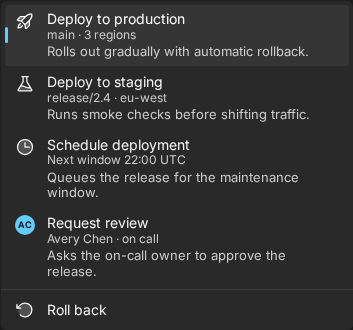 Deploy to production
main · 3 regions
Rolls out gradually with automatic rollback.
Deploy to staging
release/2.4 · eu-west
Runs smoke checks before shifting traffic.
Schedule deployment
Next window 22:00 UTC
Queues the release for the maintenance
window.
AC
Request review
Avery Chen · on call
Asks the on-call owner to approve the
release.
Roll back